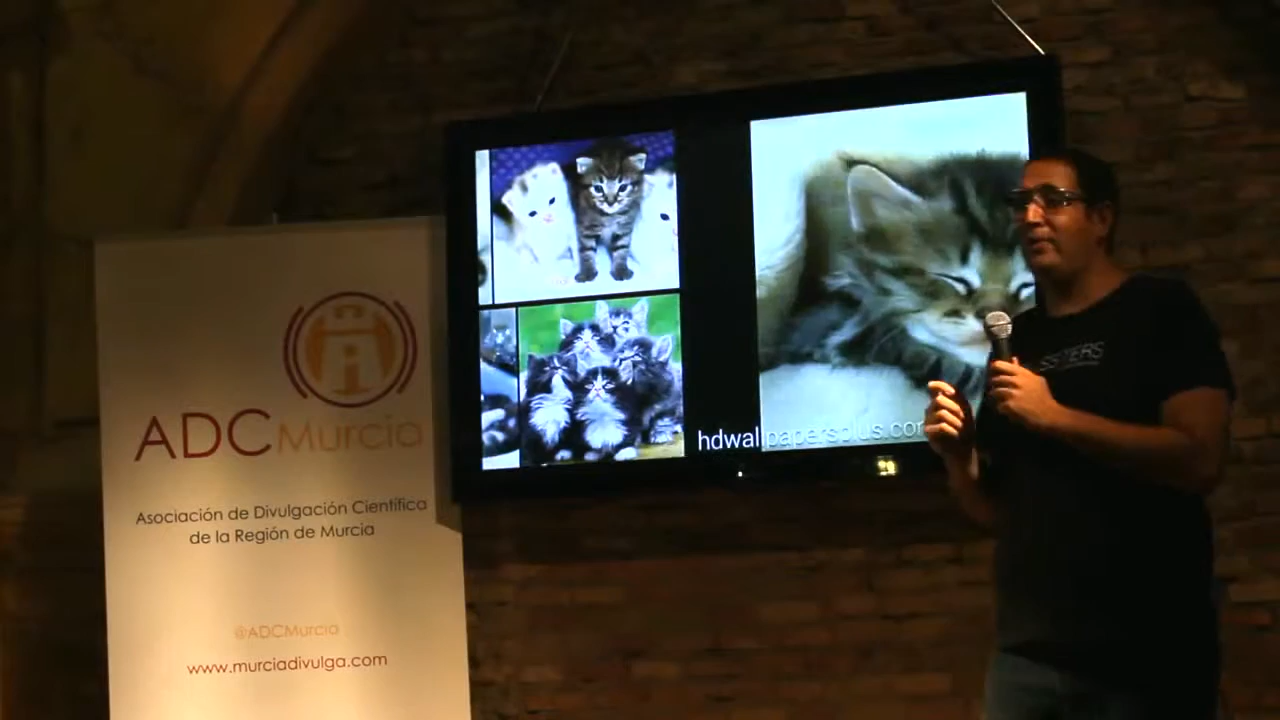 ADCMurcia
Asociación de Divulgación Científica
de la Región de Murcia
@ADCMurcia
www.murciadivulga.com
hdwallpapersplus.com